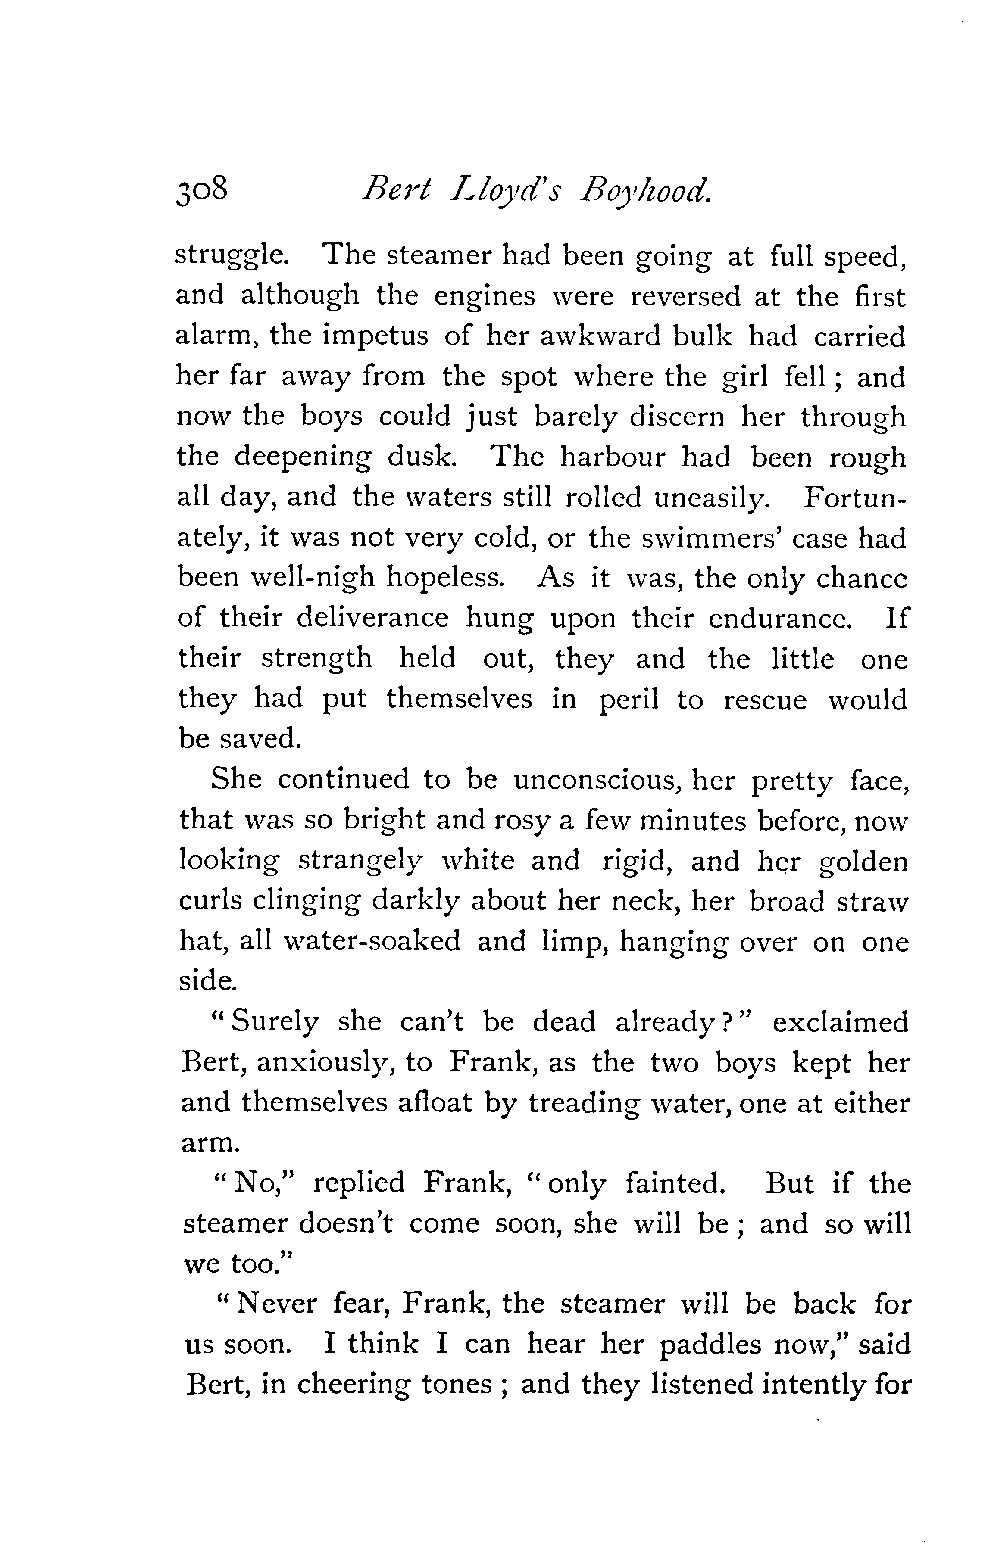 308 Bert Lloyd's Boyhood.
struggle. The steamer had been going at full speed,
and although the engines were reversed at the first
alarm, the impetus of her awkward bulk had carried
her far away from the spot where the girl fell ; and
now the boys could just barely discern her through
the deepening dusk. The harbour had been rough
all day, and the waters still rolled uneasily. Fortun-
ately, it was not very cold, or the swimmers' case had
been well-nigh hopeless. As it was, the only chance
of their deliverance hung upon their endurance. If
their strength held out, they and the little one
they had put themselves in peril to rescue would
be saved.
She continued to be unconscious, her pretty face,
that was so bright and rosy a few minutes before, now
looking strangely white and rigid, and her golden
curls clinging darkly about her neck, her broad straw
hat, all water-soaked and limp, hanging over on one
side.
" Surely she can't be dead already ? " exclaimed
Bert, anxiously, to Frank, as the two boys kept her
and themselves afloat by treading water, one at either
arm.
" No," replied Frank, " only fainted. But if the
steamer doesn't come soon, she will be ; and so will
we too."
" Never fear, Frank, the steamer will be back for
us soon. I think I can hear her paddles now," said
Bert, in cheering tones ; and they listened intently for